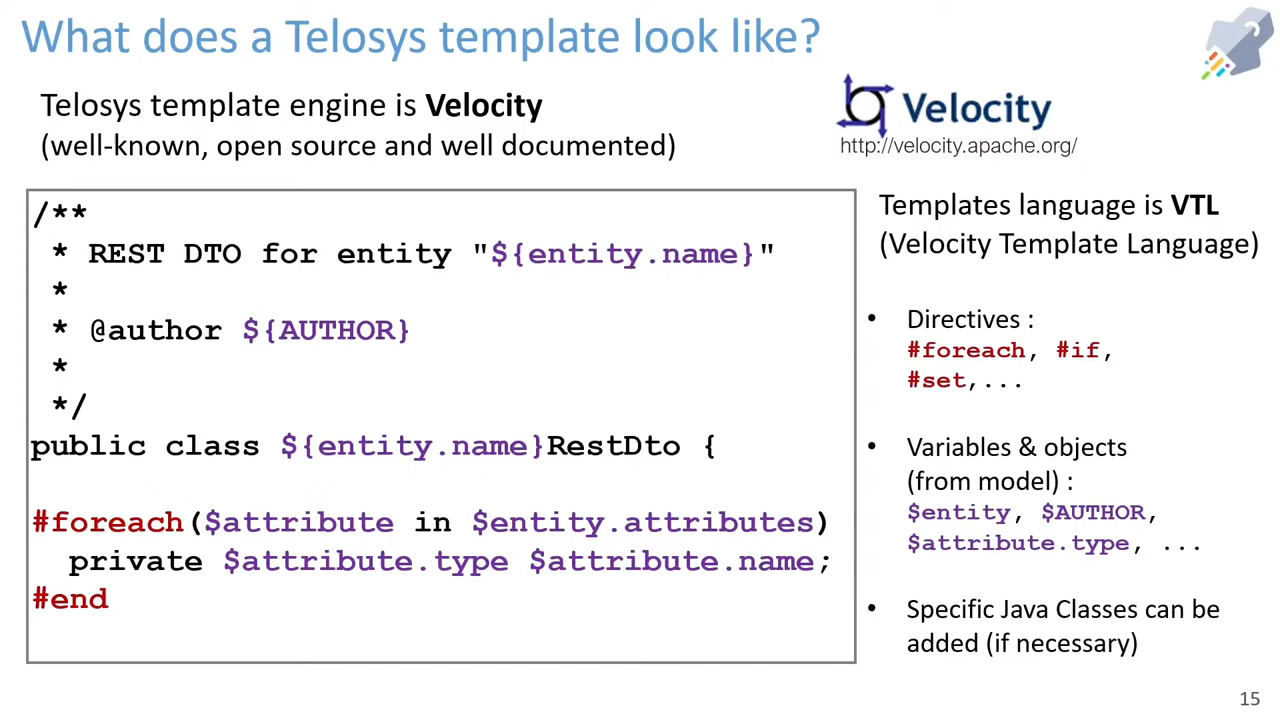 What does a Telosys template look like?
Telosys template engine is Velocity
(well-known, open source and well documented)
Velocity
http://velocity.apache.org/
/**
* REST DTO for entity "${entity.name}"
*
* @author ${AUTHOR}
*
*/
public class ${entity.name}RestDto {
#foreach($attribute in $entity.attributes)
private $attribute.type $attribute.name;
#end
Templates language is VTL
(Velocity Template Language)
• Directives :
#foreach, #if,
#set,...
• Variables & objects
(from model) :
$entity, $AUTHOR,
$attribute.type, ...
• Specific Java Classes can be
added (if necessary)
15